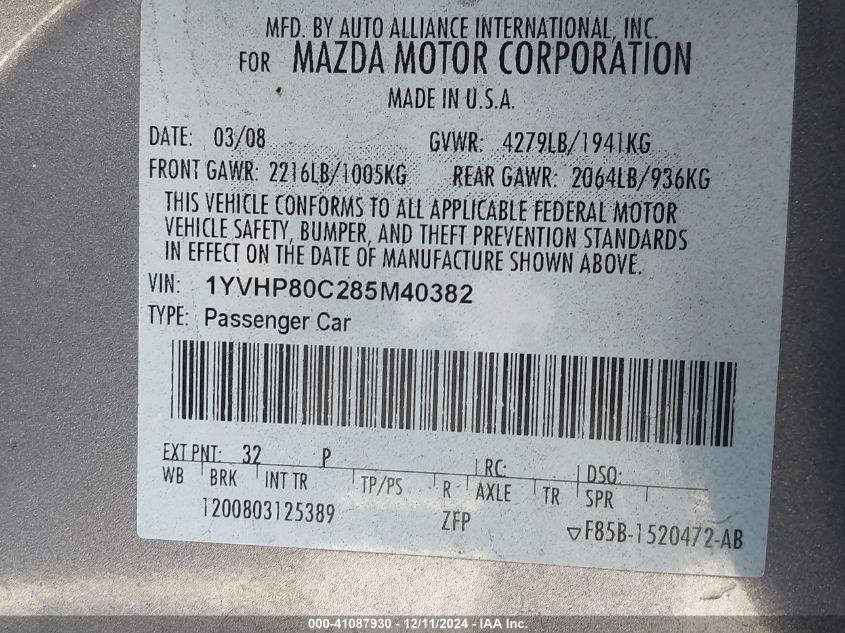 MFD. BY AUTO ALLIANCE INTERNATIONAL, INC.
FOR MAZDA MOTOR CORPORATION
MADE IN U.S.A.
DATE: 03/08 GVWR: 4279LB/1941KG
FRONT GAWR: 2216LB/1005KG REAR GAWR: 2064LB/936KG
THIS VEHICLE CONFORMS TO ALL APPLICABLE FEDERAL MOTOR
VEHICLE SAFETY, BUMPER, AND THEFT PREVENTION STANDARDS
IN EFFECT ON THE DATE OF MANUFACTURE SHOWN ABOVE.
VIN: 1YVHP80C285M40382
TYPE: Passenger Car
EXT PNT: 32 P RC: DSO:
WB BRK INT TR TP/PS R AXLE TR SPR
1200803125389 ZFP ▽F85B-1520472-AB
000-41087930 - 12/11/2024 - IAA Inc.